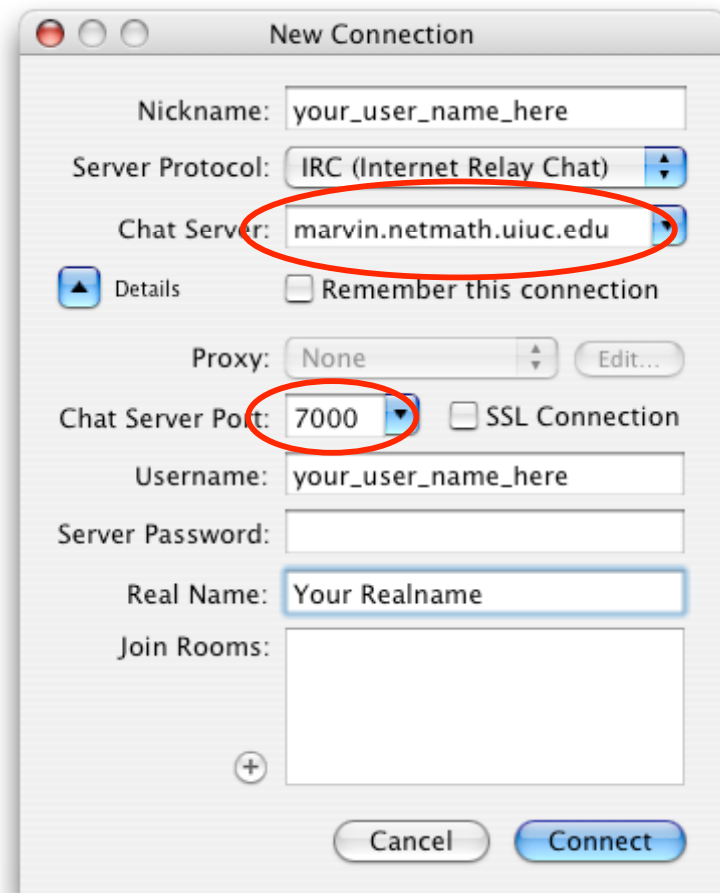 New Connection
Nickname: your_user_name_here
Server Protocol: IRC (Internet Relay Chat)
Chat Server: marvin.netmath.uiuc.edu
Details Remember this connection
Proxy: None Edit...
Chat Server Port: 7000 SSL Connection
Username: your_user_name_here
Server Password:
Real Name: Your Realname
Join Rooms:
Cancel Connect